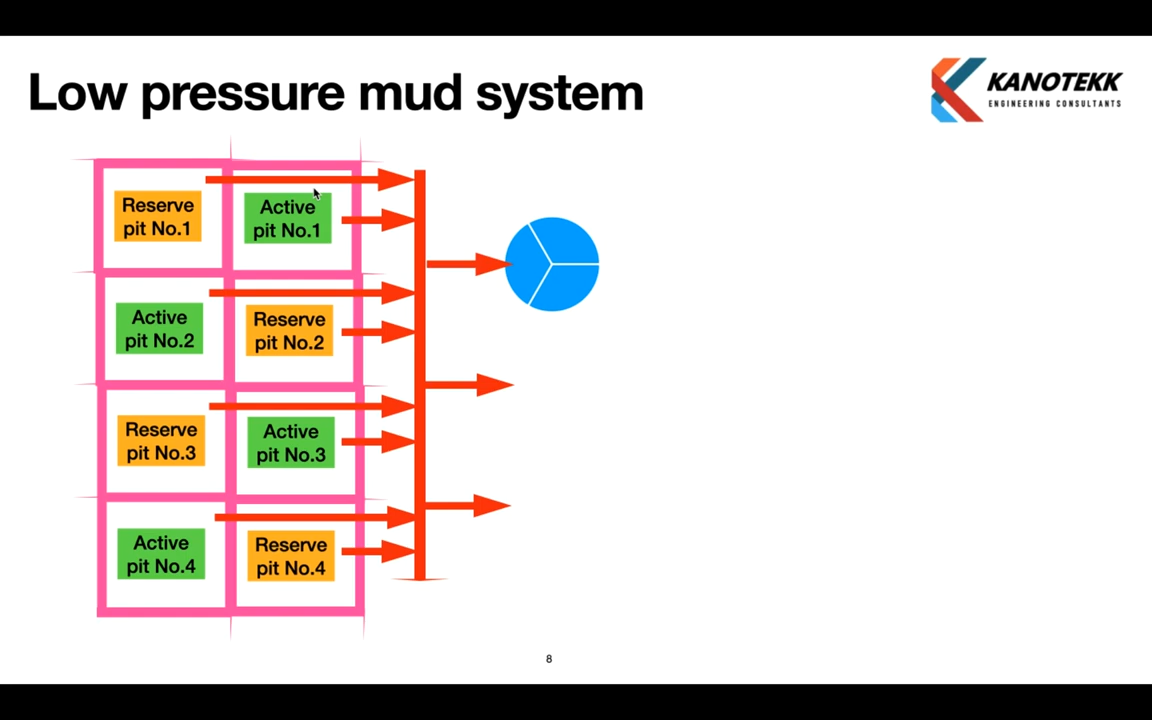 Low pressure mud system
KANOTEKK
ENGINEERING CONSULTANTS
Reserve
pit No.1
Active
pit No.1
Active
pit No.2
Reserve
pit No.2
Reserve
pit No.3
Active
pit No.3
Active
pit No.4
Reserve
pit No.4
8